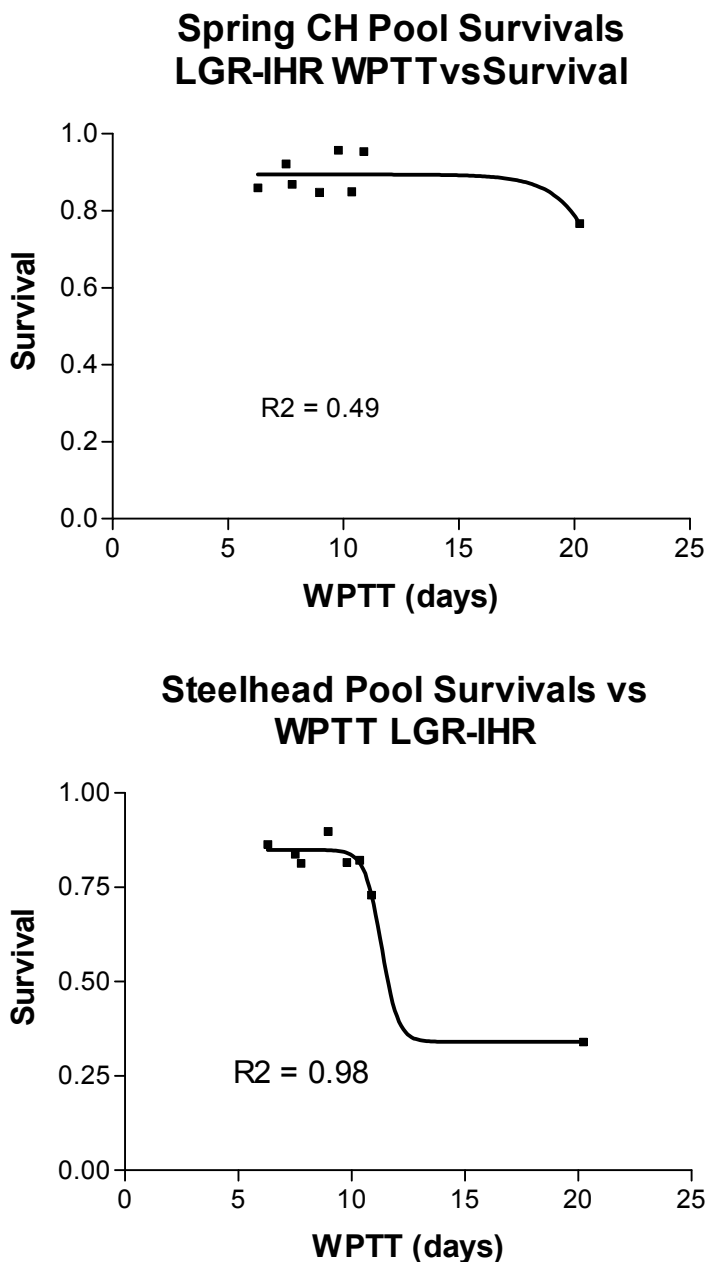 Spring CH Pool Survivals
LGR-IHR WPTTvsSurvival
1.0
0.8
0.6
0.4
0.2
0.0
Survival
R2 = 0.49
0 5 10 15 20 25
WPTT (days)
Steelhead Pool Survivals vs
WPTT LGR-IHR
1.00
0.75
0.50
0.25
0.00
Survival
R2 = 0.98
0 5 10 15 20 25
WPTT (days)